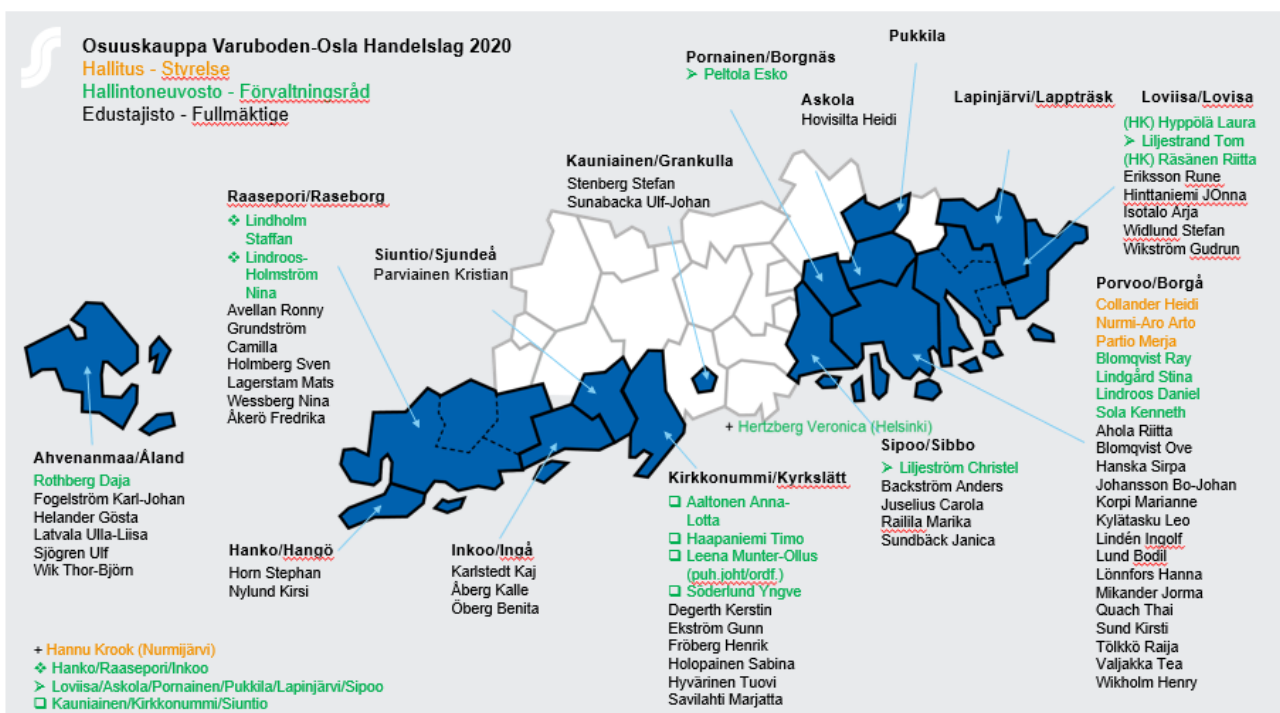 Osuuskauppa Varuboden-Osla Handelslag 2020
Hallitus - Styrelse
Hallintoneuvosto - Förvaltningsråd
Edustajisto - Fullmäktige
Pukkila
Pornainen/Borgnäs
➢ Peltola Esko
Askola
Hovisilta Heidi
Lapinjärvi/Lappträsk
Loviisa/Lovisa
(HK) Hyppölä Laura
➢ Liljestrand Tom
(HK) Räsänen Riitta
Eriksson Rune
Hinttaniemi JOnna
Isotalo Arja
Widlund Stefan
Wikström Gudrun
Kauniainen/Grankulla
Stenberg Stefan
Sunabacka Ulf-Johan
Raasepori/Raseborg
❖ Lindholm
Staffan
❖ Lindroos-
Holmström
Nina
Avellan Ronny
Grundström
Camilla
Holmberg Sven
Lagerstam Mats
Wessberg Nina
Åkerö Fredrika
Siuntio/Sjundeå
Parviainen Kristian
Porvoo/Borgå
Collander Heidi
Nurmi-Aro Arto
Partio Merja
Blomqvist Ray
Lindgård Stina
Lindroos Daniel
Sola Kenneth
Ahola Riitta
Blomqvist Ove
Hanska Sirpa
Johansson Bo-Johan
Korpi Marianne
Kylätasku Leo
Lindén Ingolf
Lund Bodil
Lönnfors Hanna
Mikander Jorma
Quach Thai
Sund Kirsti
Tölkkö Raija
Valjakka Tea
Wikholm Henry
+ Hertzberg Veronica (Helsinki)
Sipoo/Sibbo
➢ Liljeström Christel
Backström Anders
Juselius Carola
Railila Marika
Sundbäck Janica
Kirkkonummi/Kyrkslätt
❑ Aaltonen Anna-
Lotta
❑ Haapaniemi Timo
❑ Leena Munter-Ollus
(puh.joht/ordf.)
❑ Söderlund Yngve
Degerth Kerstin
Ekström Gunn
Fröberg Henrik
Holopainen Sabina
Hyvärinen Tuovi
Savilahti Marjatta
Ahvenanmaa/Åland
Rothberg Daja
Fogelström Karl-Johan
Helander Gösta
Latvala Ulla-Liisa
Sjögren Ulf
Wik Thor-Björn
Hanko/Hangö
Horn Stephan
Nylund Kirsi
Inkoo/Ingå
Karlstedt Kaj
Åberg Kalle
Öberg Benita
+ Hannu Krook (Nurmijärvi)
❖ Hanko/Raasepori/Inkoo
➢ Loviisa/Askola/Pornainen/Pukkila/Lapinjärvi/Sipoo
❑ Kauniainen/Kirkkonummi/Siuntio